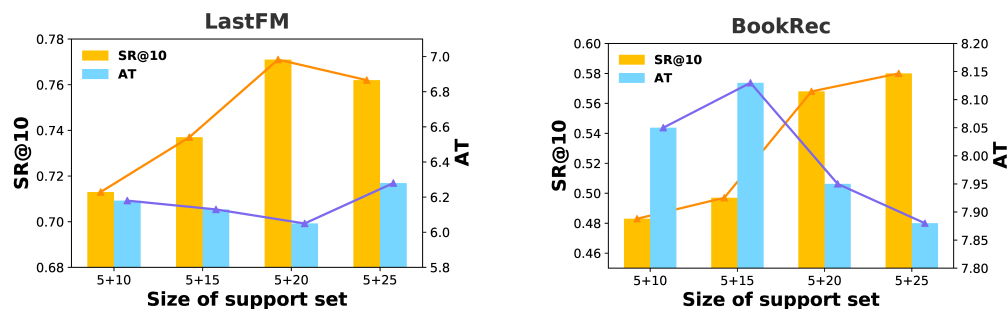 LastFM
0.78
0.76
0.74
0.72
0.70
0.68
SR@10
SR@10
AT
7.0
6.8
6.6
6.4
6.2
6.0
5.8
AT
5+10 5+15 5+20 5+25
Size of support set
BookRec
0.60
0.58
0.56
0.54
0.52
0.50
0.48
0.46
SR@10
SR@10
AT
8.20
8.15
8.10
8.05
8.00
7.95
7.90
7.85
7.80
AT
5+10 5+15 5+20 5+25
Size of support set